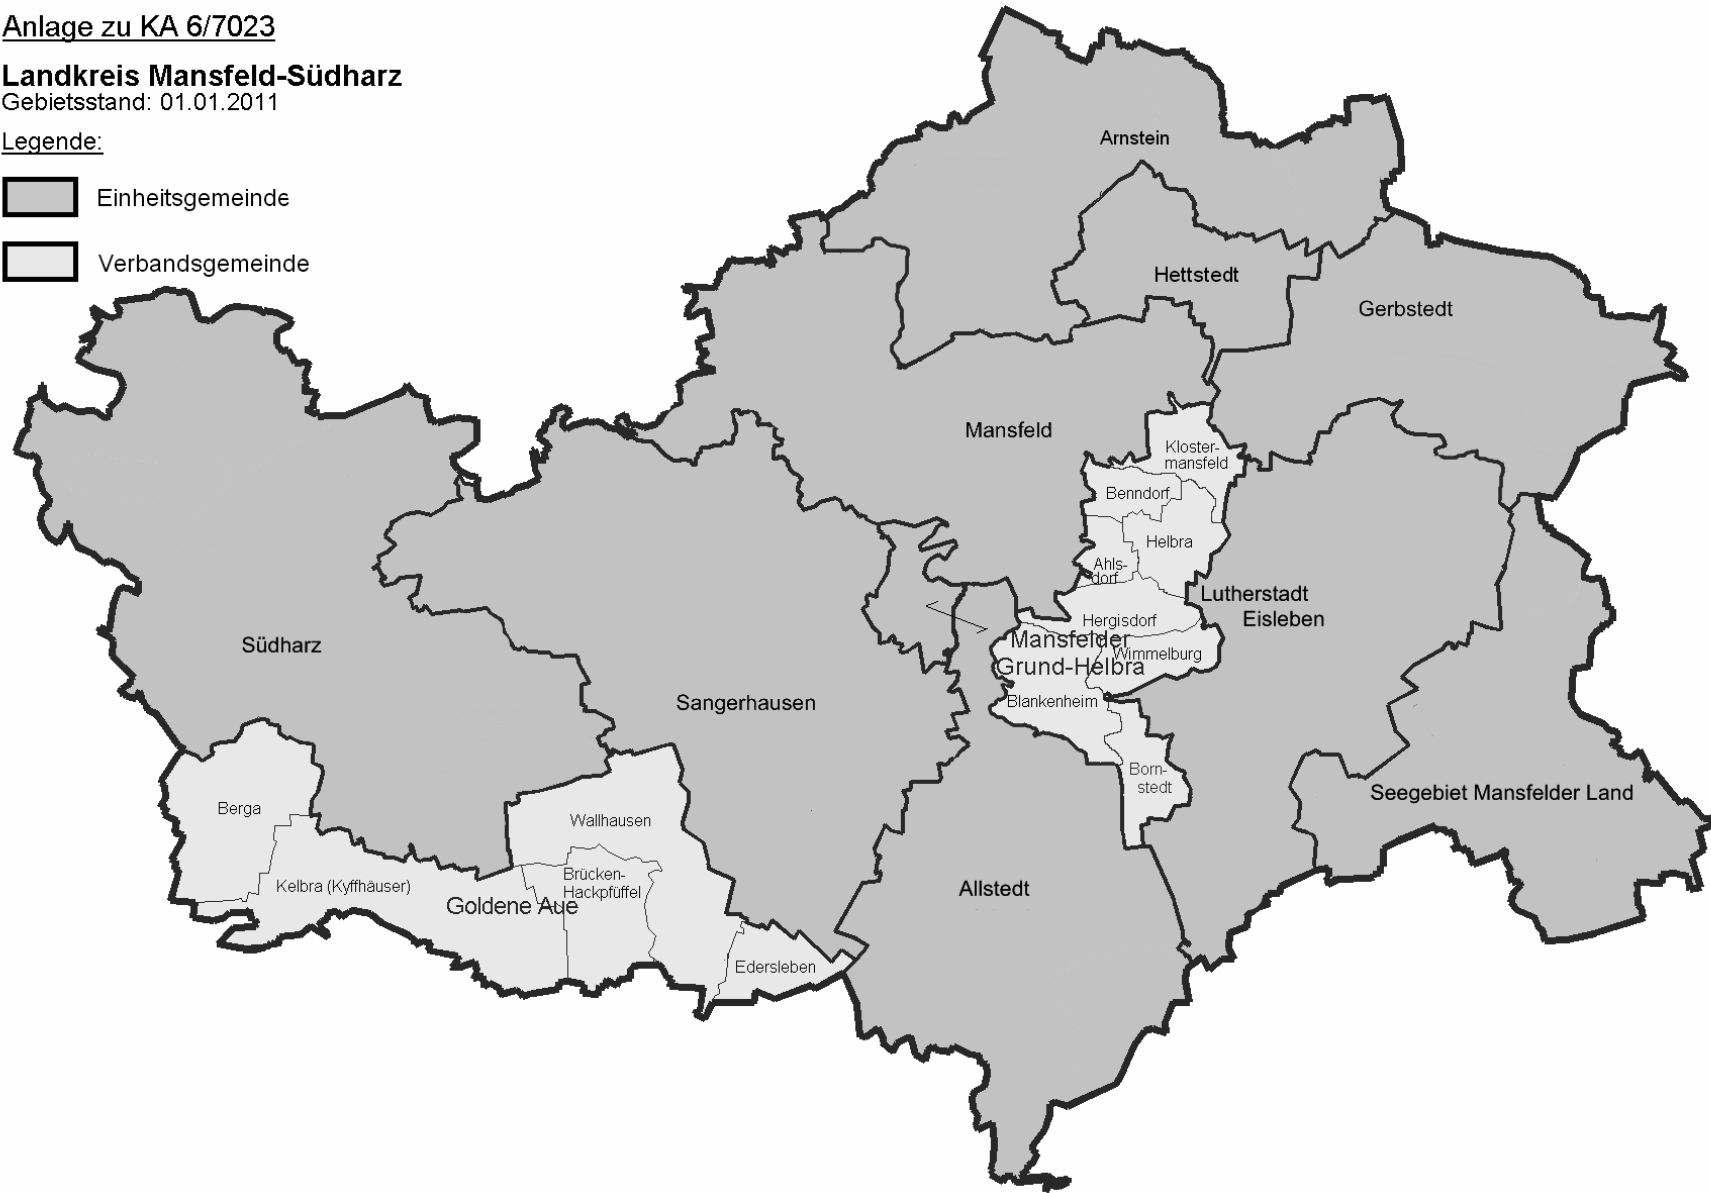 Anlage zu KA 6/7023
Landkreis Mansfeld-Südharz
Gebietsstand: 01.01.2011
Legende:
Einheitsgemeinde
Verbandsgemeinde
Arnstein
Hettstedt
Gerbstedt
Mansfeld
Kloster-
mansfeld
Benndorf
Helbra
Ahls-
dorf
Lutherstadt
Eisleben
Hergisdorf
Mansfelder
Grund-Helbra
Wimmelburg
Blankenheim
Born-
stedt
Südharz
Sangerhausen
Seegebiet Mansfelder Land
Berga
Wallhausen
Kelbra (Kyffhäuser)
Brücken-
Hackpfüffel
Goldene Aue
Allstedt
Edersleben